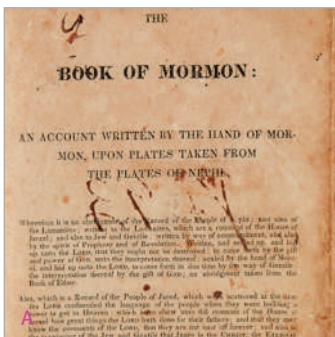 THE
BOOK OF MORMON:
AN ACCOUNT WRITTEN BY THE HAND OF MOR-
MON, UPON PLATES TAKEN FROM
THE PLATES OF NEPHI.
Wherefore it is an of the Record of the People of and also of
the Lamanites; written to the Lamanites, which are a remnant of the House of
Israel; and also to Jew and Gentile; written by way of commandment, and also
by the spirit of Prophecy and of Revelation. Written, and sealed up, and hid
up unto the LORD, that they might not be destroyed; to come forth by the gift
and power of GOD, unto the interpretation thereof; sealed by the hand of Moro-
ni, and hid up unto the LORD, to come forth in due time by the way of Gentile;
the interpretation thereof by the gift of GOD; an abridgment taken from the
Book of Ether.
Also, which is a Record of the People of Jared, which were scattered at the time
the LORD confounded the language of the people when they were building a
tower to get to Heaven: which is to shew unto the remnant of the House of
Israel how great things the LORD hath done for their fathers; and that they may
know the covenants of the LORD, that they are not cast off forever; and also to
the convincing of the Jew and Gentile that JESUS is the CHRIST, the ETERNAL
A